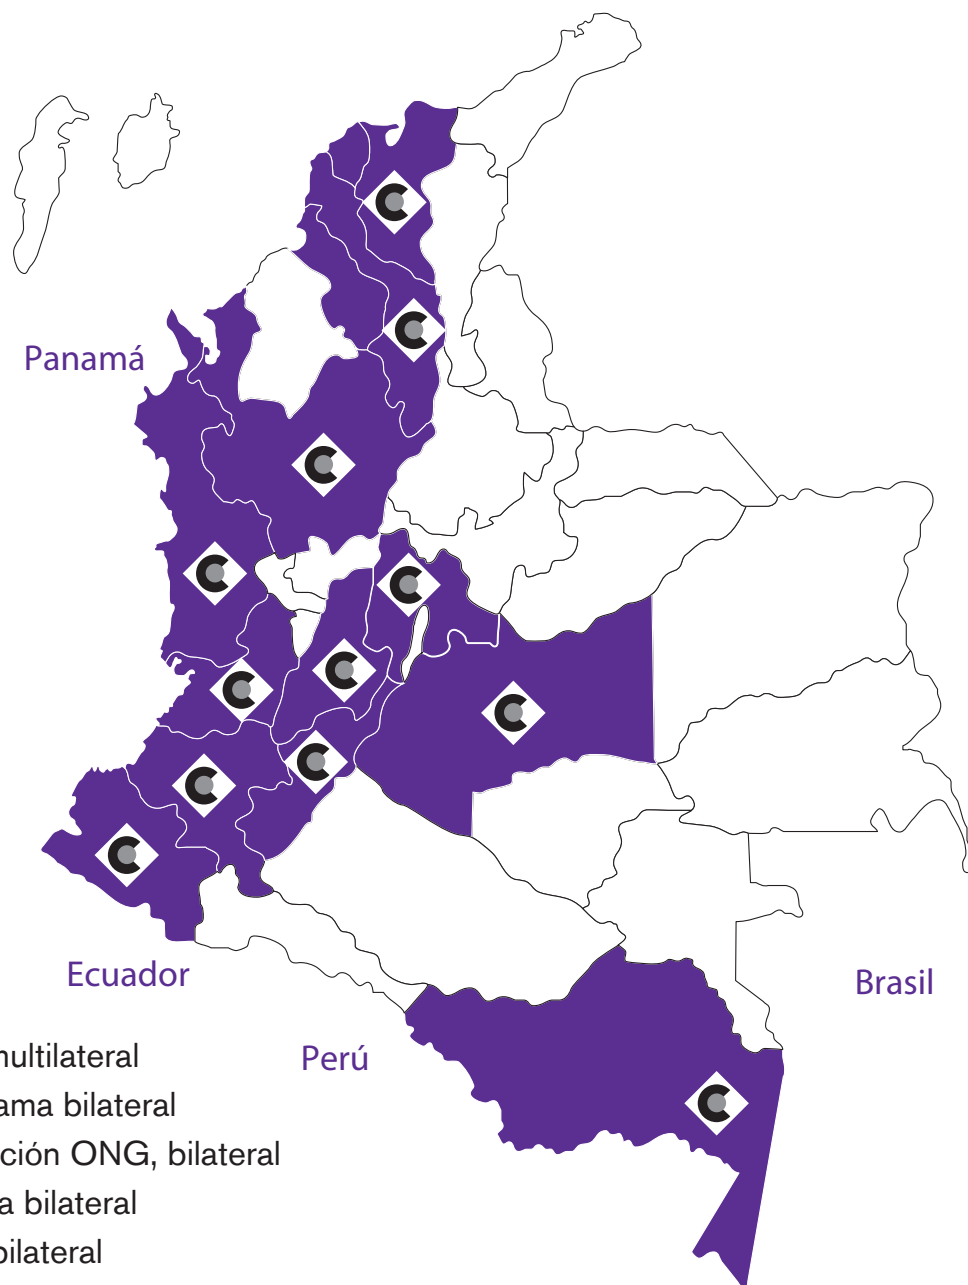 Panamá
Ecuador
Brasil
Perú
multilateral
ama bilateral
ción ONG, bilateral
a bilateral
bilateral